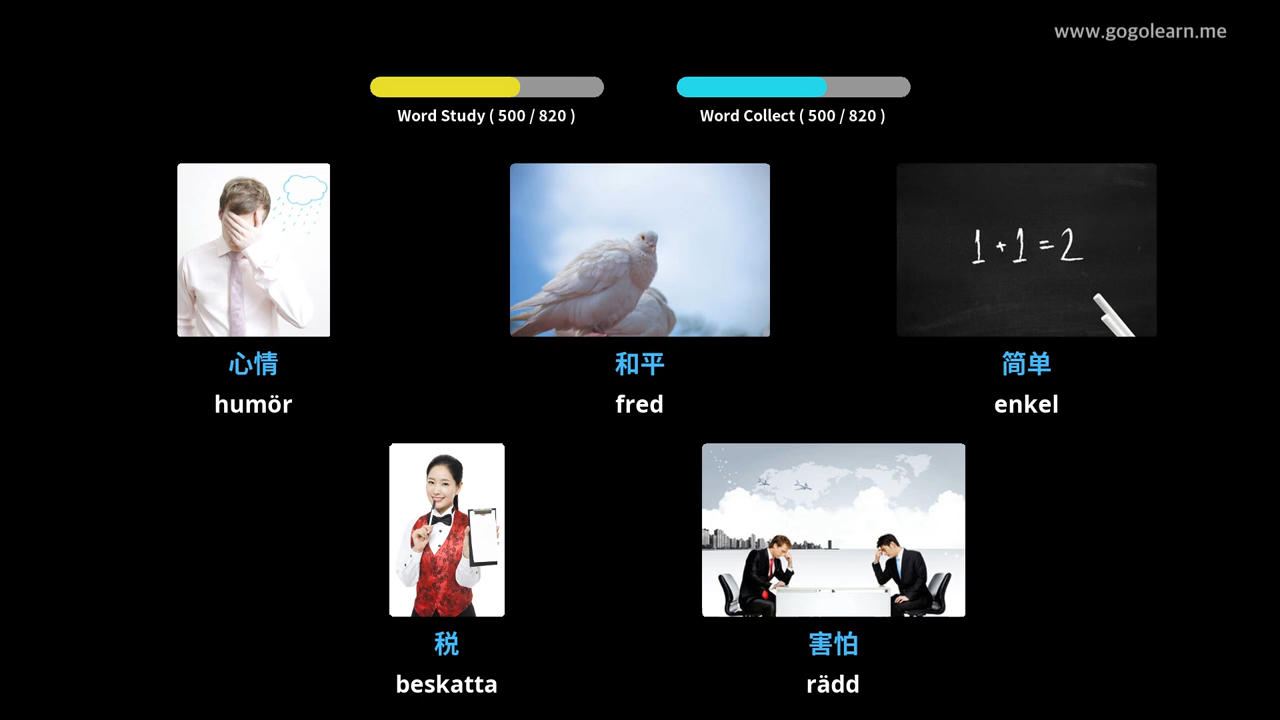 www.gogolearn.me
Word Study ( 500 / 820 )
Word Collect ( 500 / 820 )
1 + 1 = 2
心情
humör
和平
fred
简单
enkel
税
beskatta
害怕
rädd